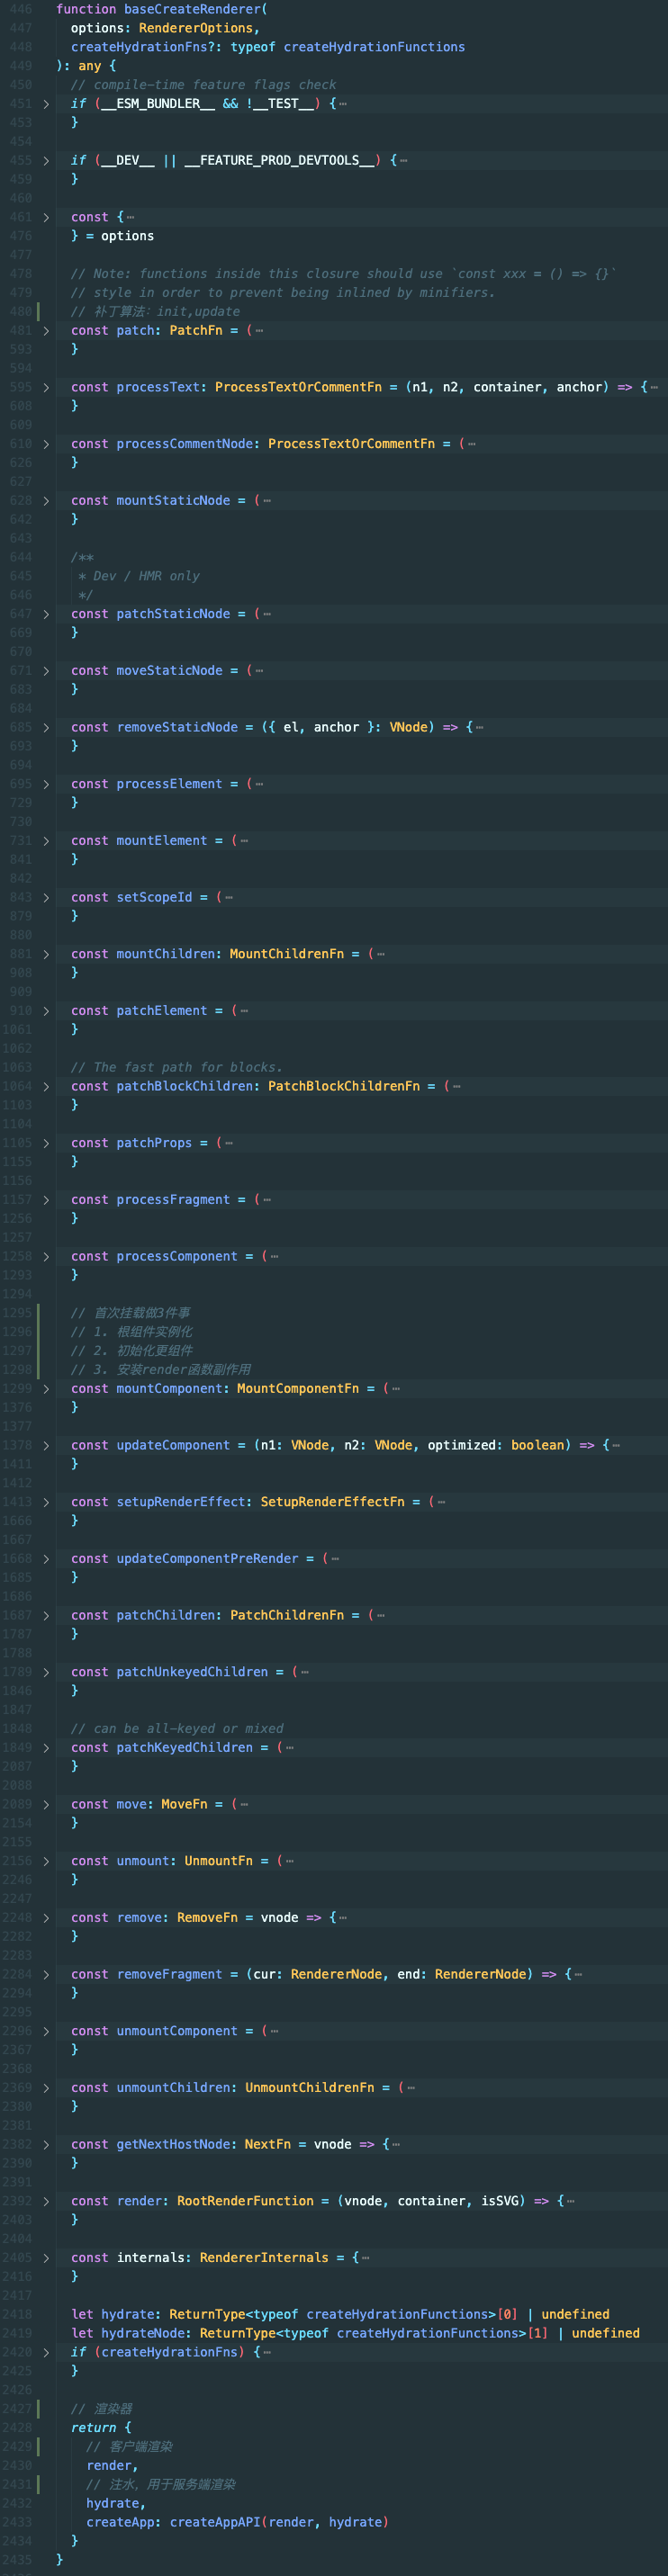 446 function baseCreateRenderer(
447 options: RendererOptions,
448 createHydrationFns?: typeof createHydrationFunctions
449 ): any {
450 // compile-time feature flags check
451 if (__ESM_BUNDLER__ && !__TEST__) {⋯
453 }
454
455 if (__DEV__ || __FEATURE_PROD_DEVTOOLS__) {⋯
459 }
460
461 const {⋯
476 } = options
477
478 // Note: functions inside this closure should use `const xxx = () => {}`
479 // style in order to prevent being inlined by minifiers.
480 // 补丁算法：init,update
481 const patch: PatchFn = (⋯
593 }
594
595 const processText: ProcessTextOrCommentFn = (n1, n2, container, anchor) => {⋯
608 }
609
610 const processCommentNode: ProcessTextOrCommentFn = (⋯
626 }
627
628 const mountStaticNode = (⋯
642 }
643
644 /**
645 * Dev / HMR only
646 */
647 const patchStaticNode = (⋯
669 }
670
671 const moveStaticNode = (⋯
683 }
684
685 const removeStaticNode = ({ el, anchor }: VNode) => {⋯
693 }
694
695 const processElement = (⋯
729 }
730
731 const mountElement = (⋯
841 }
842
843 const setScopeId = (⋯
879 }
880
881 const mountChildren: MountChildrenFn = (⋯
908 }
909
910 const patchElement = (⋯
1061 }
1062
1063 // The fast path for blocks.
1064 const patchBlockChildren: PatchBlockChildrenFn = (⋯
1103 }
1104
1105 const patchProps = (⋯
1155 }
1156
1157 const processFragment = (⋯
1256 }
1257
1258 const processComponent = (⋯
1293 }
1294
1295 // 首次挂载做3件事
1296 // 1. 根组件实例化
1297 // 2. 初始化更组件
1298 // 3. 安装render函数副作用
1299 const mountComponent: MountComponentFn = (⋯
1376 }
1377
1378 const updateComponent = (n1: VNode, n2: VNode, optimized: boolean) => {⋯
1411 }
1412
1413 const setupRenderEffect: SetupRenderEffectFn = (⋯
1666 }
1667
1668 const updateComponentPreRender = (⋯
1685 }
1686
1687 const patchChildren: PatchChildrenFn = (⋯
1787 }
1788
1789 const patchUnkeyedChildren = (⋯
1846 }
1847
1848 // can be all-keyed or mixed
1849 const patchKeyedChildren = (⋯
2087 }
2088
2089 const move: MoveFn = (⋯
2154 }
2155
2156 const unmount: UnmountFn = (⋯
2246 }
2247
2248 const remove: RemoveFn = vnode => {⋯
2282 }
2283
2284 const removeFragment = (cur: RendererNode, end: RendererNode) => {⋯
2294 }
2295
2296 const unmountComponent = (⋯
2367 }
2368
2369 const unmountChildren: UnmountChildrenFn = (⋯
2380 }
2381
2382 const getNextHostNode: NextFn = vnode => {⋯
2390 }
2391
2392 const render: RootRenderFunction = (vnode, container, isSVG) => {⋯
2403 }
2404
2405 const internals: RendererInternals = {⋯
2416 }
2417
2418 let hydrate: ReturnType<typeof createHydrationFunctions>[0] | undefined
2419 let hydrateNode: ReturnType<typeof createHydrationFunctions>[1] | undefined
2420 if (createHydrationFns) {⋯
2425 }
2426
2427 // 渲染器
2428 return {
2429 // 客户端渲染
2430 render,
2431 // 注水，用于服务端渲染
2432 hydrate,
2433 createApp: createAppAPI(render, hydrate)
2434 }
2435 }